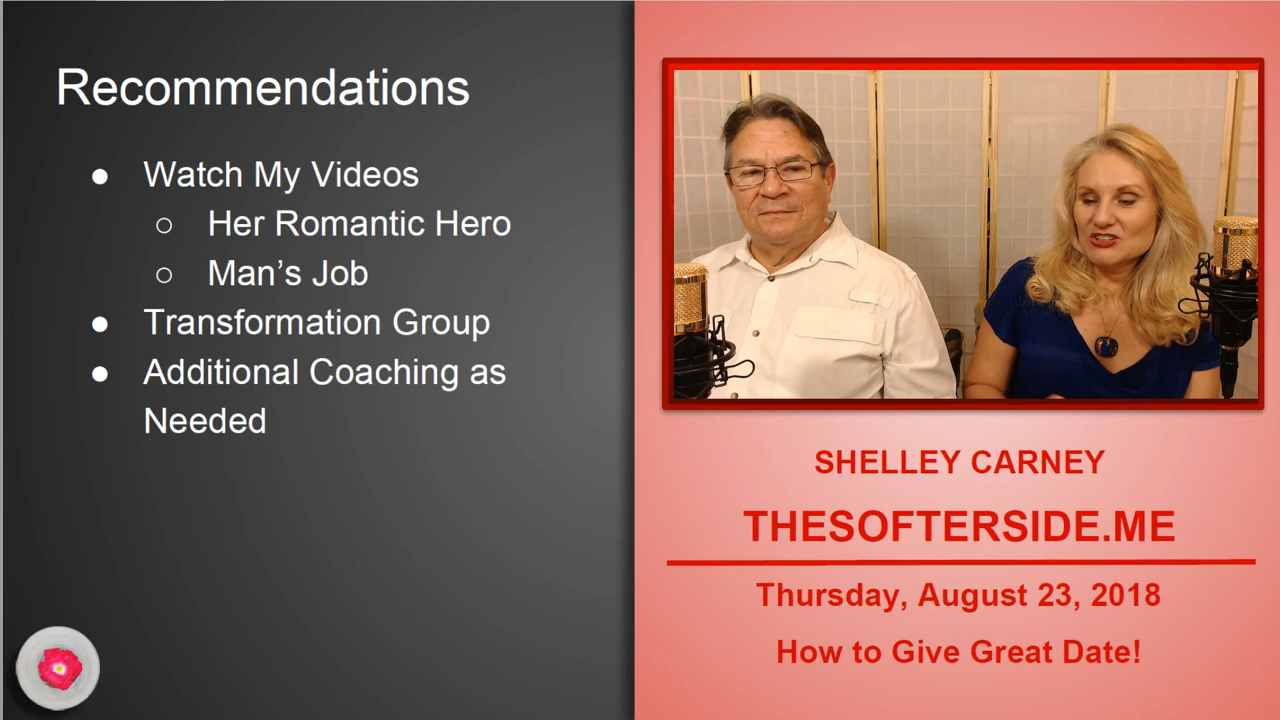 Recommendations
● Watch My Videos
○ Her Romantic Hero
○ Man's Job
● Transformation Group
● Additional Coaching as
Needed
SHELLEY CARNEY
THESOFTERSIDE.ME
Thursday, August 23, 2018
How to Give Great Date!